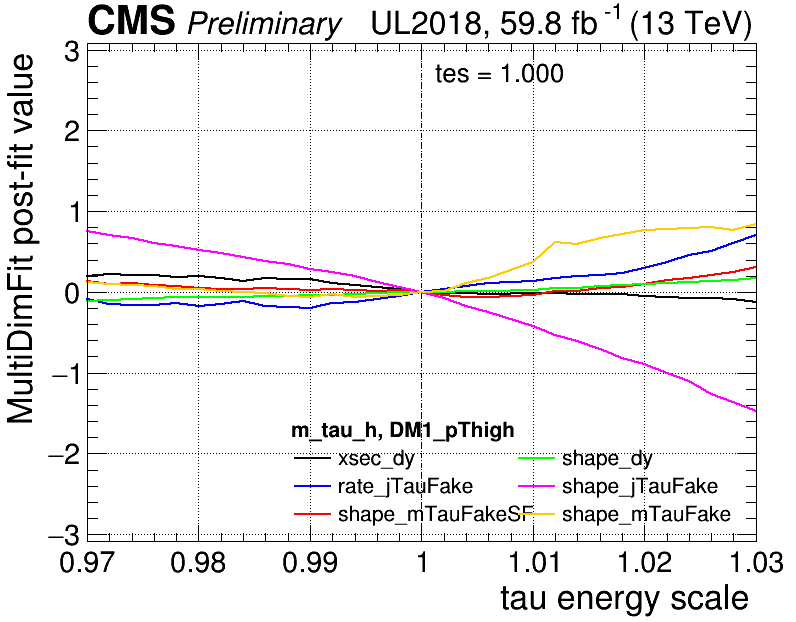 CMS Preliminary UL2018, 59.8 fb⁻¹ (13 TeV)
MultiDimFit post-fit value
3
2
1
0
−1
−2
−3
tes = 1.000
m_tau_h, DM1_pThigh
xsec_dy shape_dy
rate_jTauFake shape_jTauFake
shape_mTauFakeSF shape_mTauFake
0.97 0.98 0.99 1 1.01 1.02 1.03
tau energy scale